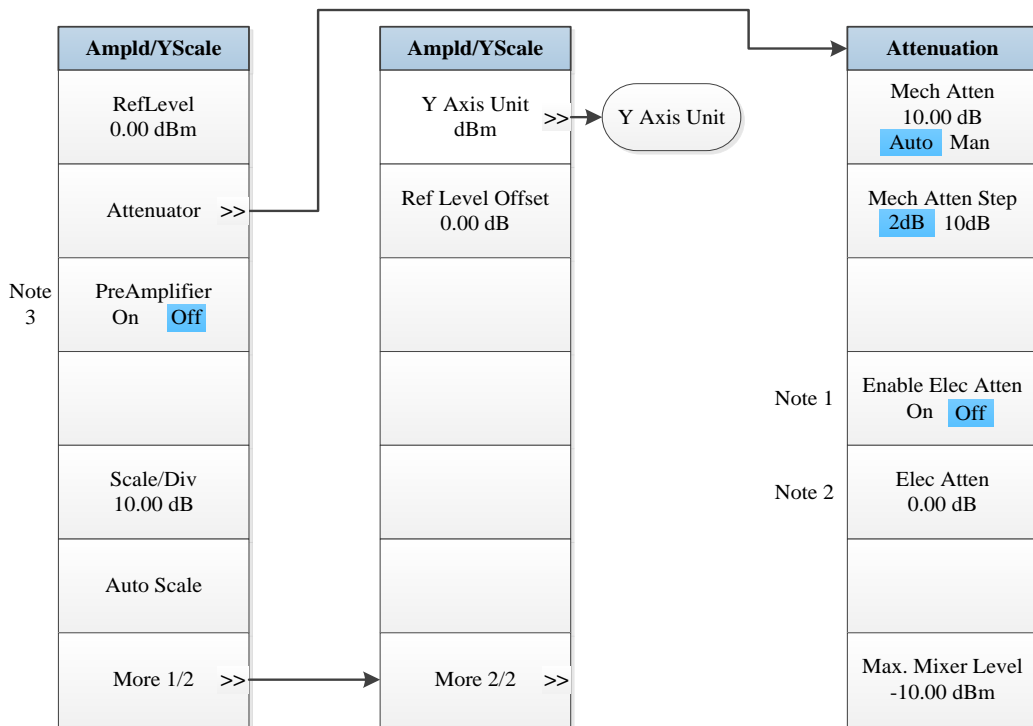 Ampld/YScale
RefLevel
0.00 dBm
Attenuator >>
Note
3
PreAmplifier
On Off
Scale/Div
10.00 dB
Auto Scale
More 1/2 >>
Ampld/YScale
Y Axis Unit
dBm >>
Y Axis Unit
Ref Level Offset
0.00 dB
More 2/2 >>
Attenuation
Mech Atten
10.00 dB
Auto Man
Mech Atten Step
2dB 10dB
Note 1
Enable Elec Atten
On Off
Note 2
Elec Atten
0.00 dB
Max. Mixer Level
-10.00 dBm